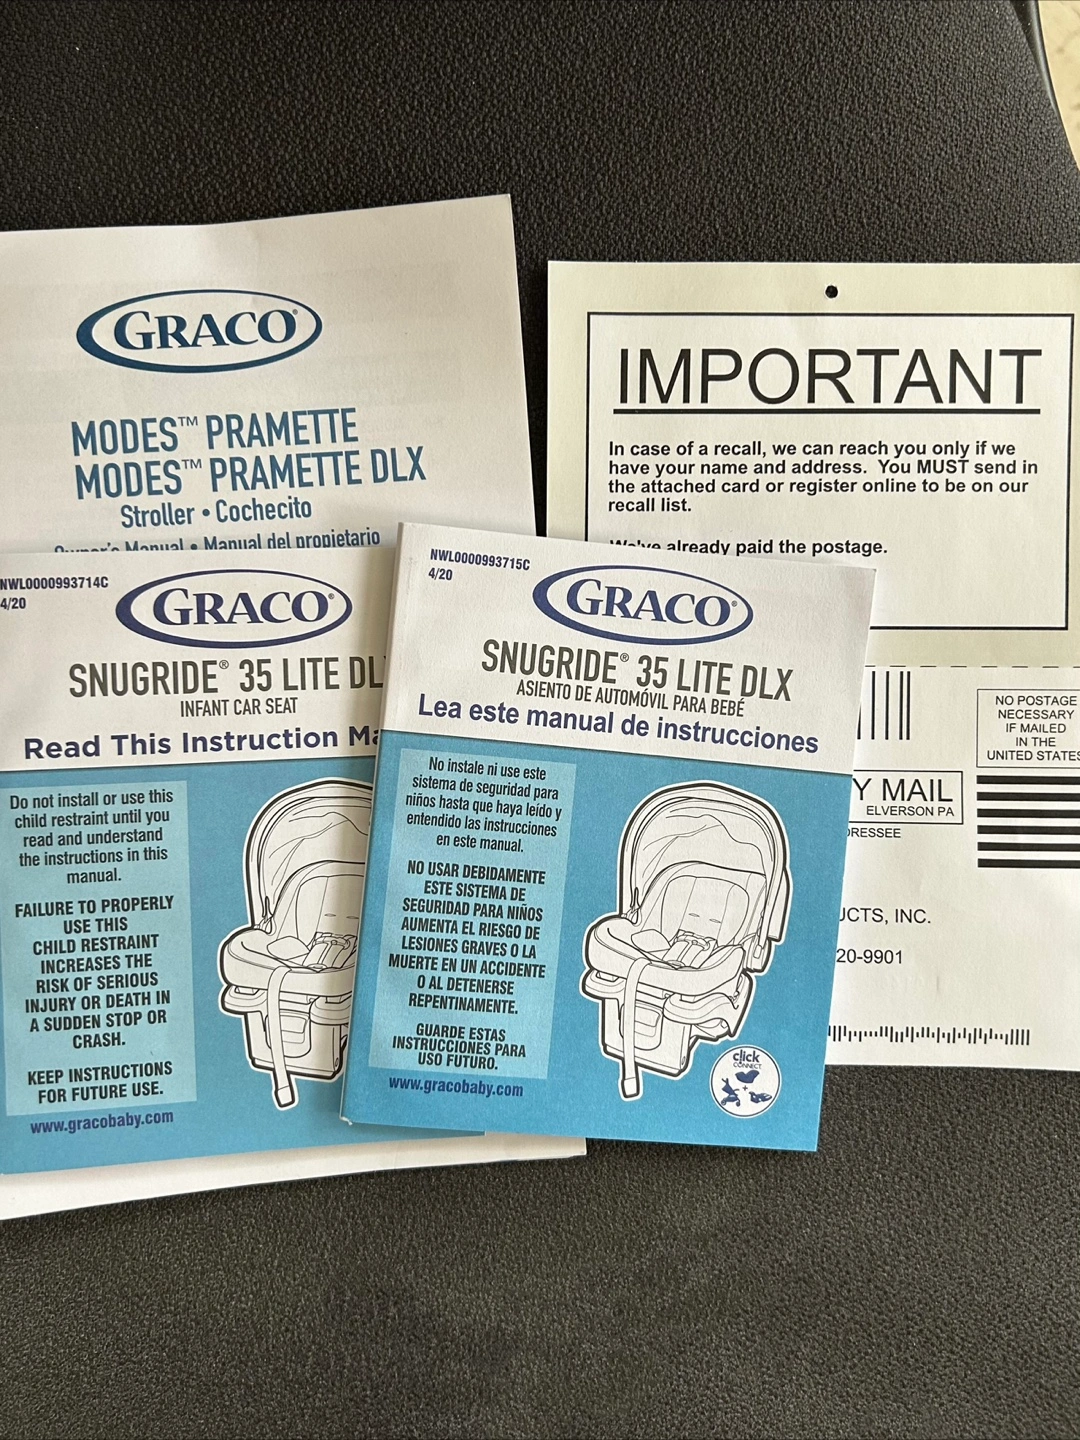 GRACO®
MODES™ PRAMETTE
MODES™ PRAMETTE DLX
Stroller • Cochecito
Owner's Manual • Manual del propietario
IMPORTANT
In case of a recall, we can reach you only if we
have your name and address. You MUST send in
the attached card or register online to be on our
recall list.
We've already paid the postage.
NWL0000993714C
4/20
GRACO®
SNUGRIDE® 35 LITE DL
INFANT CAR SEAT
Read This Instruction Ma
Do not install or use this
child restraint until you
read and understand
the instructions in this
manual.
FAILURE TO PROPERLY
USE THIS
CHILD RESTRAINT
INCREASES THE
RISK OF SERIOUS
INJURY OR DEATH IN
A SUDDEN STOP OR
CRASH.
KEEP INSTRUCTIONS
FOR FUTURE USE.
www.gracobaby.com
NWL0000993715C
4/20
GRACO®
SNUGRIDE® 35 LITE DLX
ASIENTO DE AUTOMÓVIL PARA BEBÉ
Lea este manual de instrucciones
No instale ni use este
sistema de seguridad para
niños hasta que haya leído y
entendido las instrucciones
en este manual.
NO USAR DEBIDAMENTE
ESTE SISTEMA DE
SEGURIDAD PARA NIÑOS
AUMENTA EL RIESGO DE
LESIONES GRAVES O LA
MUERTE EN UN ACCIDENTE
O AL DETENERSE
REPENTINAMENTE.
GUARDE ESTAS
INSTRUCCIONES PARA
USO FUTURO.
www.gracobaby.com
click
CONNECT
NO POSTAGE
NECESSARY
IF MAILED
IN THE
UNITED STATES
Y MAIL
ELVERSON PA
DRESSEE
UCTS, INC.
20-9901